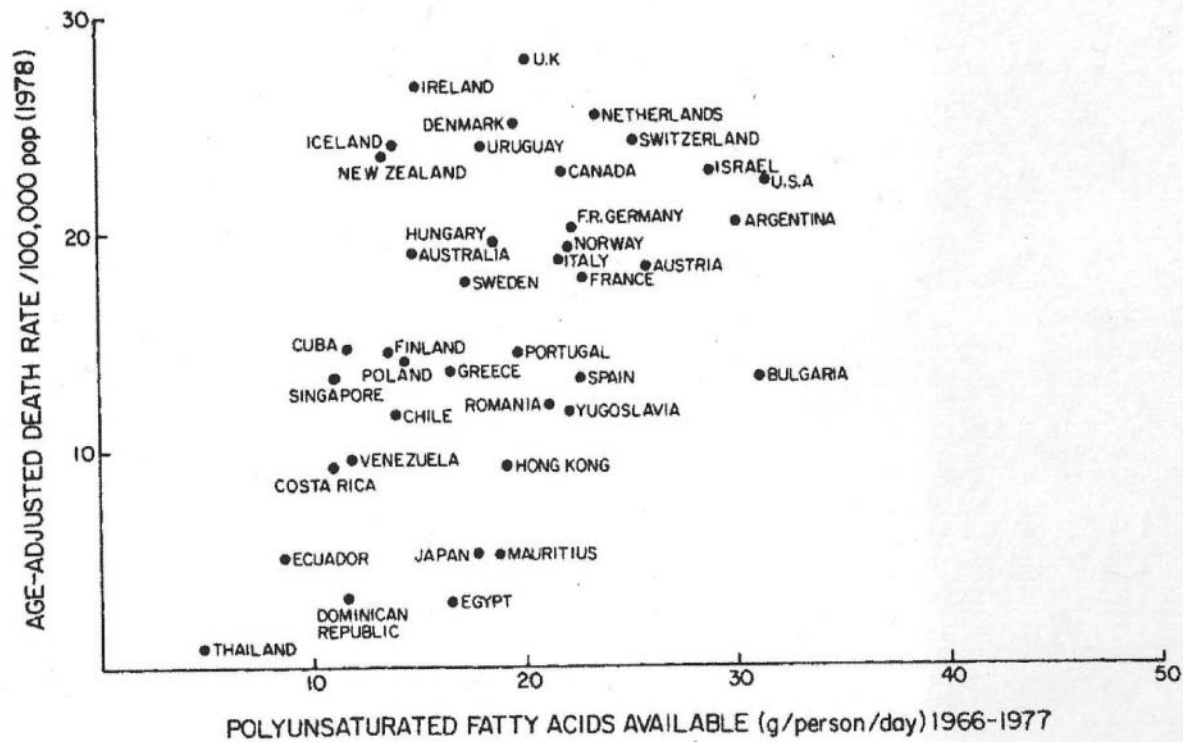 AGE-ADJUSTED DEATH RATE /100,000 pop (1978)
30
U.K
IRELAND
NETHERLANDS
DENMARK
SWITZERLAND
ICELAND
URUGUAY
NEW ZEALAND
CANADA
ISRAEL
U.S.A
F.R. GERMANY
ARGENTINA
20
HUNGARY
NORWAY
AUSTRALIA
ITALY
AUSTRIA
SWEDEN
FRANCE
CUBA
FINLAND
PORTUGAL
POLAND
GREECE
SPAIN
BULGARIA
SINGAPORE
ROMANIA
YUGOSLAVIA
CHILE
10
VENEZUELA
HONG KONG
COSTA RICA
ECUADOR
JAPAN
MAURITIUS
DOMINICAN
REPUBLIC
EGYPT
THAILAND
10 20 30 40 50
POLYUNSATURATED FATTY ACIDS AVAILABLE (g/person/day) 1966-1977